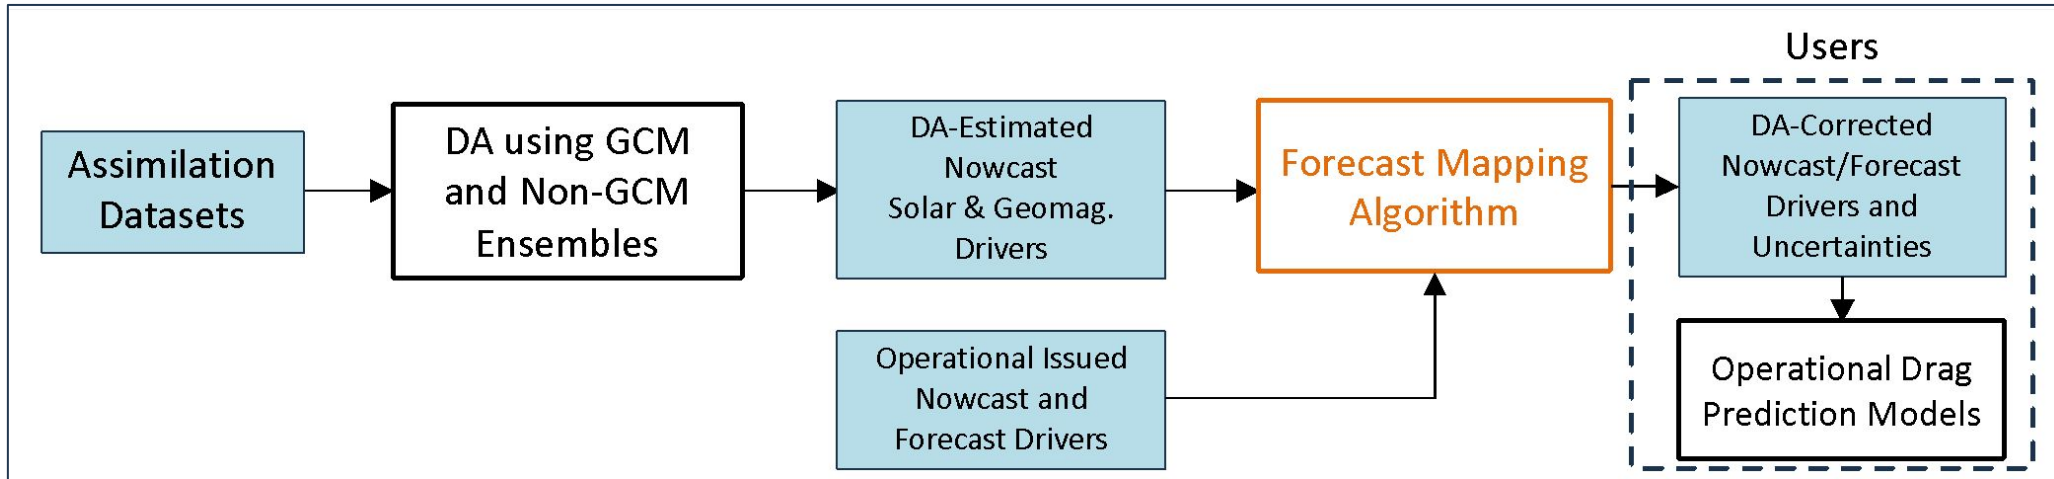 Users
Assimilation
Datasets
DA using GCM
and Non-GCM
Ensembles
DA-Estimated
Nowcast
Solar & Geomag.
Drivers
Operational Issued
Nowcast and
Forecast Drivers
Forecast Mapping
Algorithm
DA-Corrected
Nowcast/Forecast
Drivers and
Uncertainties
Operational Drag
Prediction Models